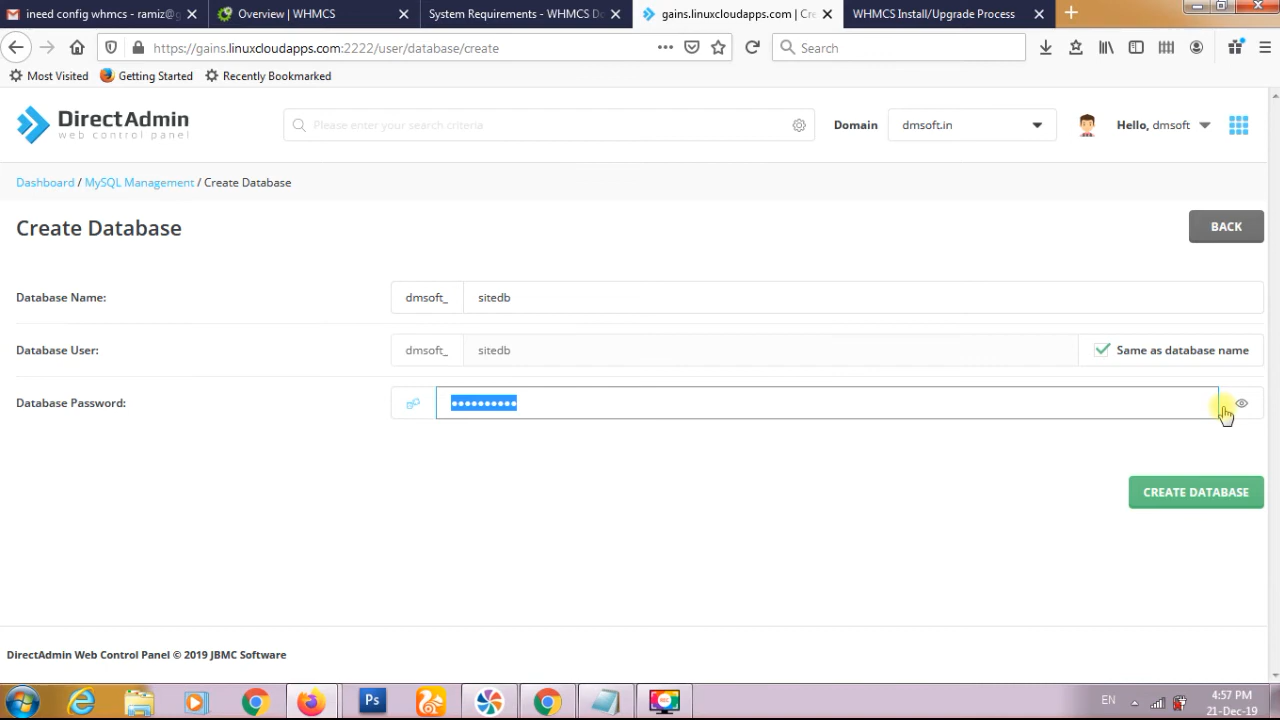 ineed config whmcs - ramiz@g
Overview | WHMCS
System Requirements - WHMCS Do
gains.linuxcloudapps.com | Cre
WHMCS Install/Upgrade Process
https://gains.linuxcloudapps.com:2222/user/database/create
Search
Most Visited
Getting Started
Recently Bookmarked
DirectAdmin
web control panel
Please enter your search criteria
Domain
dmsoft.in
Hello, dmsoft
Dashboard / MySQL Management / Create Database
Create Database
BACK
Database Name:
dmsoft_
sitedb
Database User:
dmsoft_
sitedb
Same as database name
Database Password:
••••••••••
CREATE DATABASE
DirectAdmin Web Control Panel © 2019 JBMC Software
Ps
REC
EN
4:57 PM
21-Dec-19